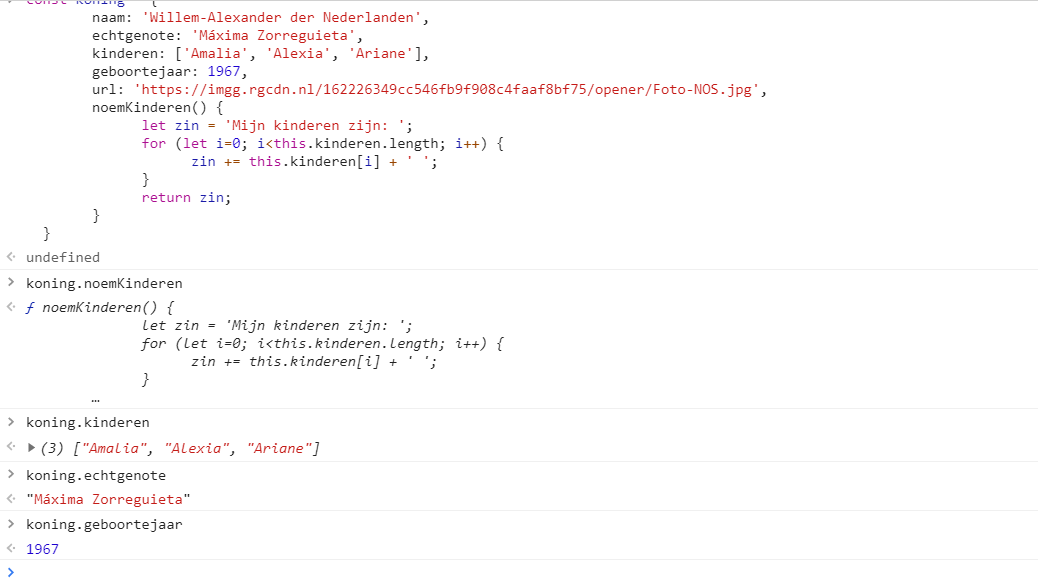 const koning = {
naam: 'Willem-Alexander der Nederlanden',
echtgenote: 'Máxima Zorreguieta',
kinderen: ['Amalia', 'Alexia', 'Ariane'],
geboortejaar: 1967,
url: 'https://imgg.rgcdn.nl/162226349cc546fb9f908c4faaf8bf75/opener/Foto-NOS.jpg',
noemKinderen() {
let zin = 'Mijn kinderen zijn: ';
for (let i=0; i<this.kinderen.length; i++) {
zin += this.kinderen[i] + ' ';
}
return zin;
}
}
undefined
koning.noemKinderen
ƒ noemKinderen() {
let zin = 'Mijn kinderen zijn: ';
for (let i=0; i<this.kinderen.length; i++) {
zin += this.kinderen[i] + ' ';
}
…
koning.kinderen
(3) ["Amalia", "Alexia", "Ariane"]
koning.echtgenote
"Máxima Zorreguieta"
koning.geboortejaar
1967